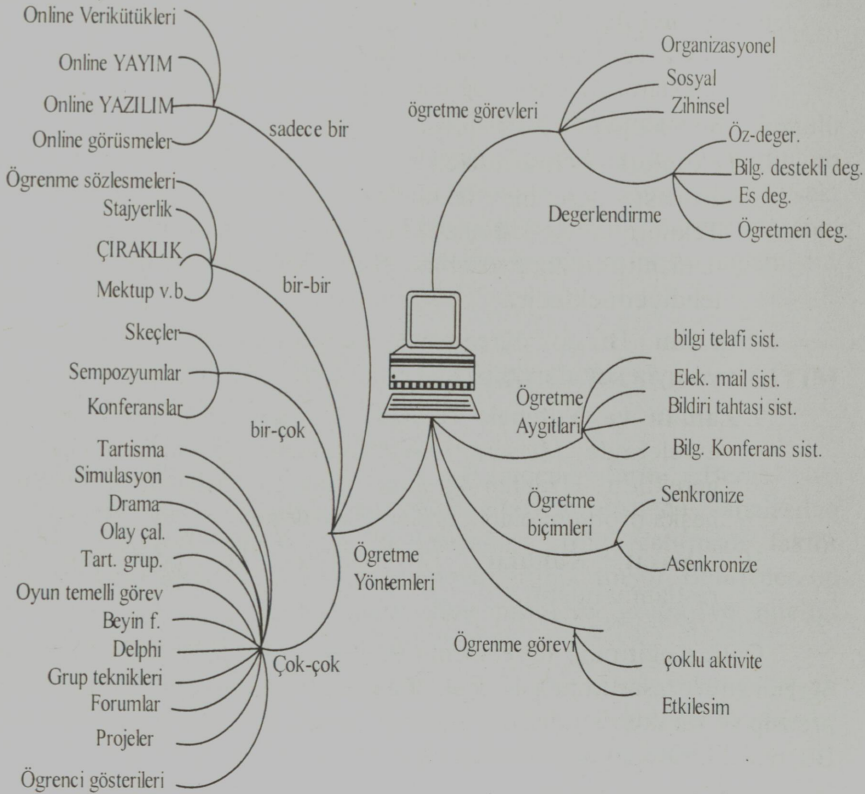 Online Verikütükleri
Online YAYIM
Online YAZILIM
Online görüsmeler
sadece bir
Ögrenme sözlesmeleri
Stajyerlik
ÇIRAKLIK
Mektup v.b
bir-bir
Skeçler
Sempozyumlar
Konferanslar
bir-çok
Tartisma
Simulasyon
Drama
Olay çal.
Tart. grup.
Oyun temelli görev
Beyin f.
Delphi
Grup teknikleri
Forumlar
Projeler
Ögrenci gösterileri
Çok-çok
Ögretme
Yöntemleri
ögretme görevleri
Organizasyonel
Sosyal
Zihinsel
Degerlendirme
Öz-deger.
Bilg. destekli deg.
Es deg.
Ögretmen deg.
Ögretme
Aygitlari
bilgi telafi sist.
Elek. mail sist.
Bildiri tahtasi sist.
Bilg. Konferans sist.
Ögretme
biçimleri
Senkronize
Asenkronize
Ögrenme görevi
çoklu aktivite
Etkilesim